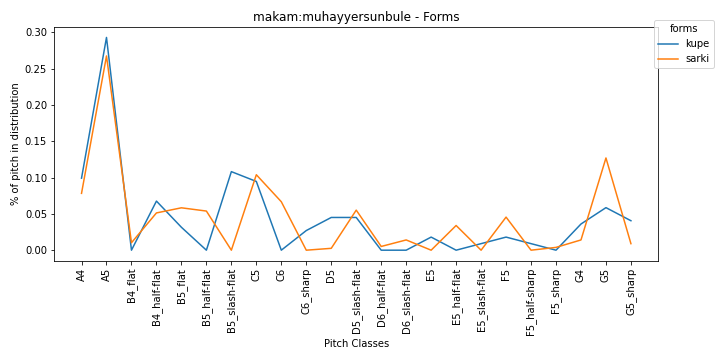 makam:muhayyersunbule - Forms
forms
kupe
sarki
% of pitch in distribution
0.30
0.25
0.20
0.15
0.10
0.05
0.00
A4
A5
B4_flat
B4_half-flat
B5_flat
B5_half-flat
B5_slash-flat
C5
C6
C6_sharp
D5
D5_slash-flat
D6_half-flat
D6_slash-flat
E5
E5_half-flat
E5_slash-flat
F5
F5_half-sharp
F5_sharp
G4
G5
G5_sharp
Pitch Classes